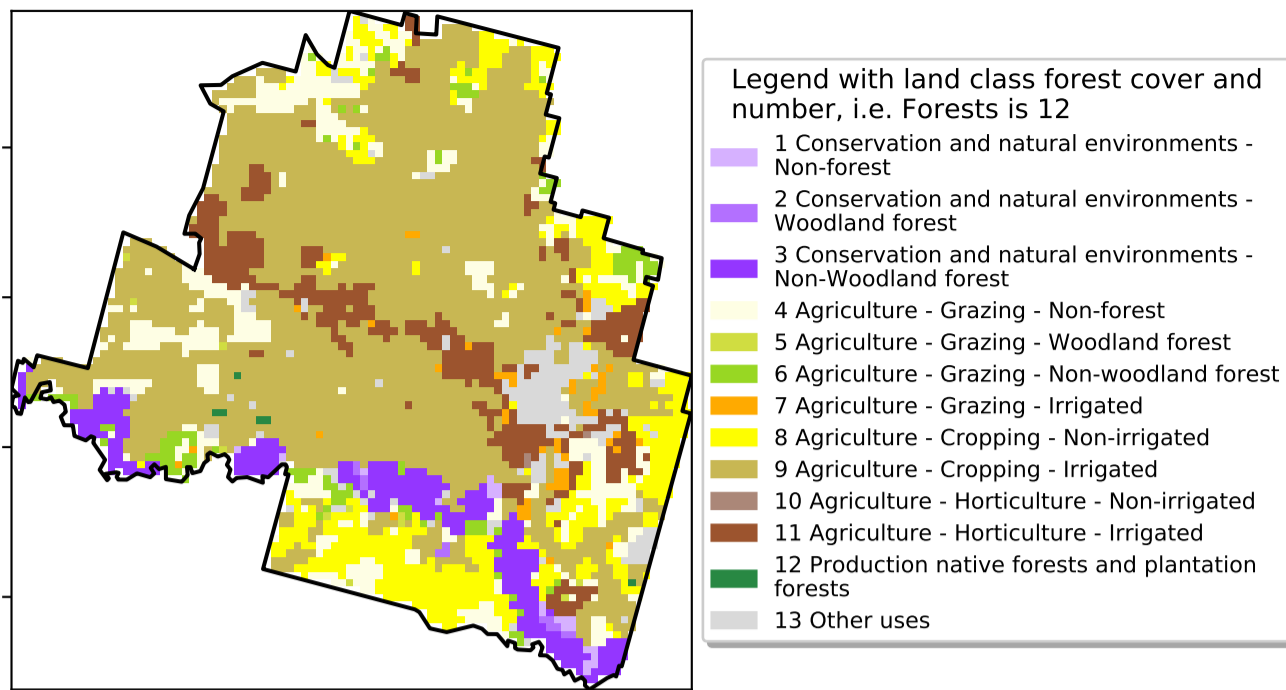 Legend with land class forest cover and
number, i.e. Forests is 12
1 Conservation and natural environments -
Non-forest
2 Conservation and natural environments -
Woodland forest
3 Conservation and natural environments -
Non-Woodland forest
4 Agriculture - Grazing - Non-forest
5 Agriculture - Grazing - Woodland forest
6 Agriculture - Grazing - Non-woodland forest
7 Agriculture - Grazing - Irrigated
8 Agriculture - Cropping - Non-irrigated
9 Agriculture - Cropping - Irrigated
10 Agriculture - Horticulture - Non-irrigated
11 Agriculture - Horticulture - Irrigated
12 Production native forests and plantation
forests
13 Other uses